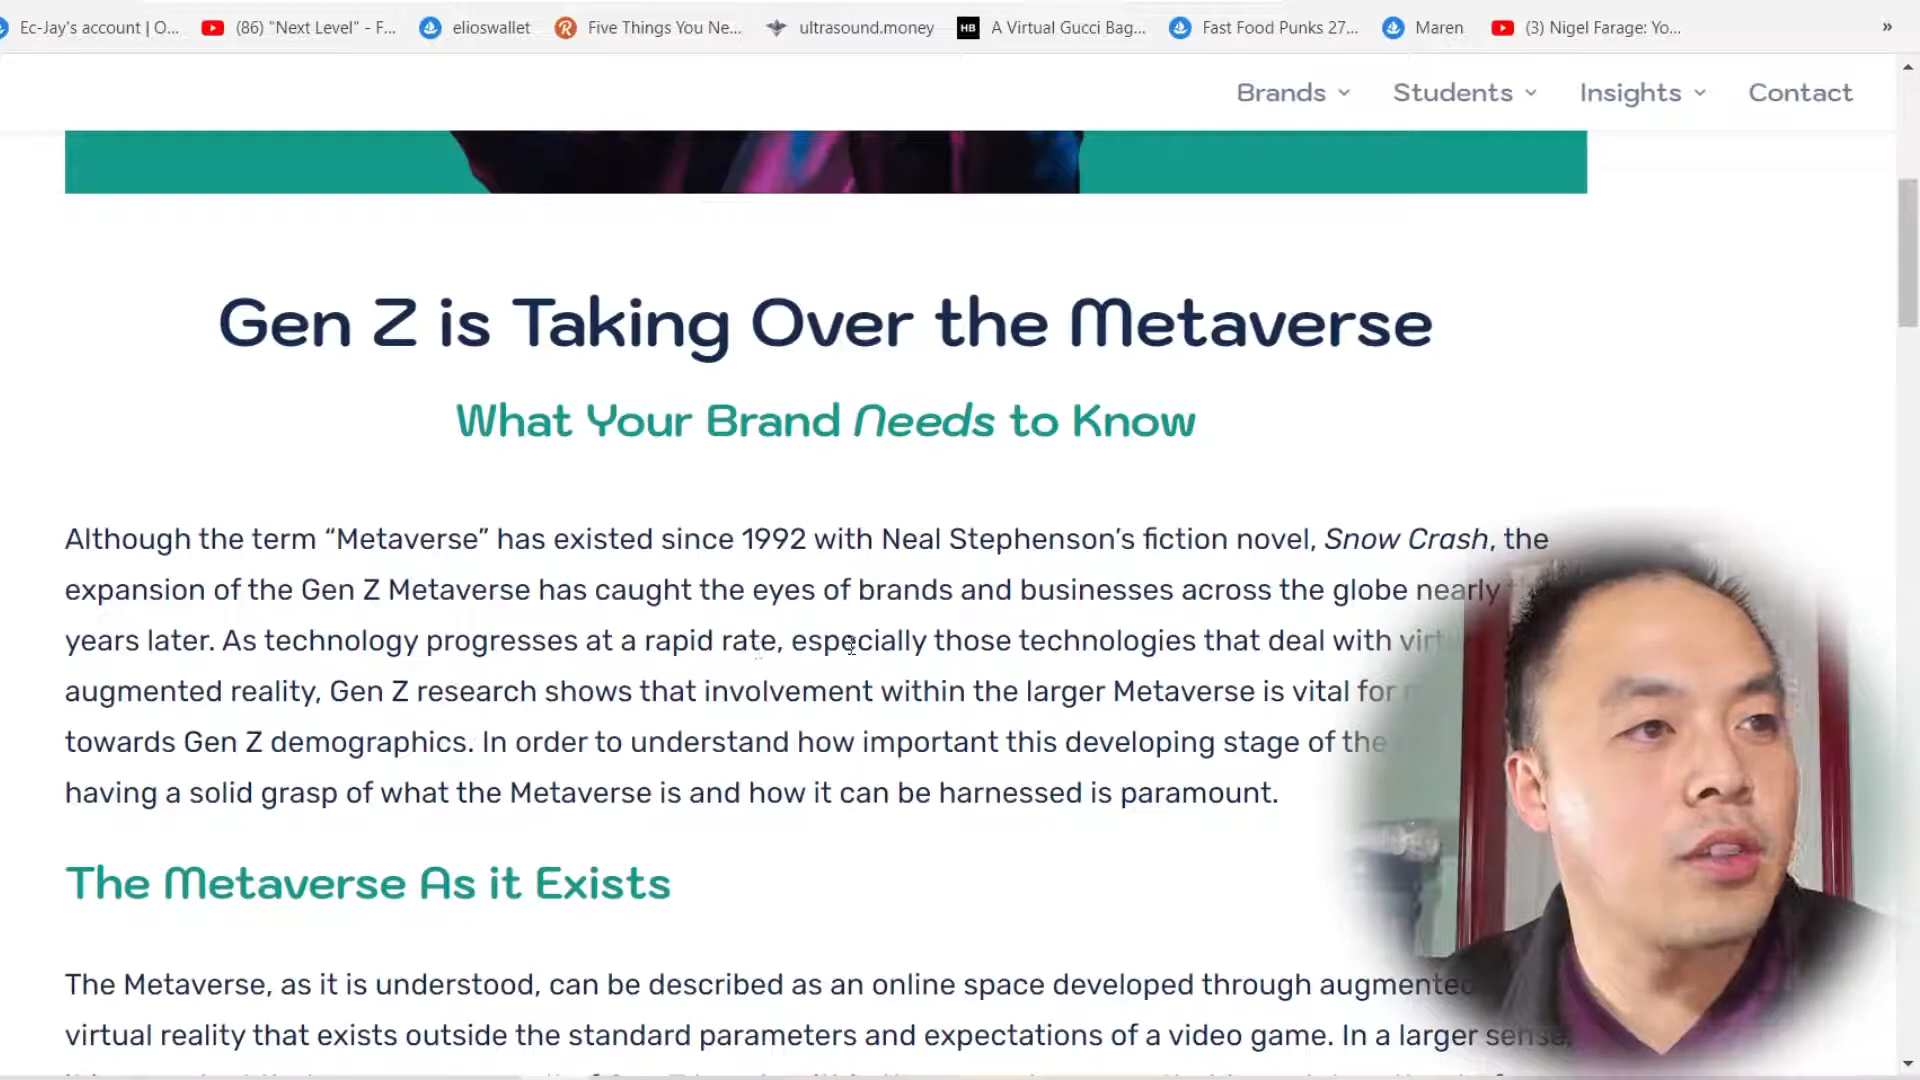 Ec-Jay's account | O... (86) "Next Level" - F... elioswallet Five Things You Ne... ultrasound.money HB A Virtual Gucci Bag... Fast Food Punks 27... Maren (3) Nigel Farage: Yo... »
Brands Students Insights Contact
Gen Z is Taking Over the Metaverse
What Your Brand Needs to Know
Although the term “Metaverse” has existed since 1992 with Neal Stephenson’s fiction novel, Snow Crash, the
expansion of the Gen Z Metaverse has caught the eyes of brands and businesses across the globe nearly
years later. As technology progresses at a rapid rate, especially those technologies that deal with
augmented reality, Gen Z research shows that involvement within the larger Metaverse is vital for
towards Gen Z demographics. In order to understand how important this developing stage of the
having a solid grasp of what the Metaverse is and how it can be harnessed is paramount.
The Metaverse As it Exists
The Metaverse, as it is understood, can be described as an online space developed through augmented
virtual reality that exists outside the standard parameters and expectations of a video game. In a larger sense,